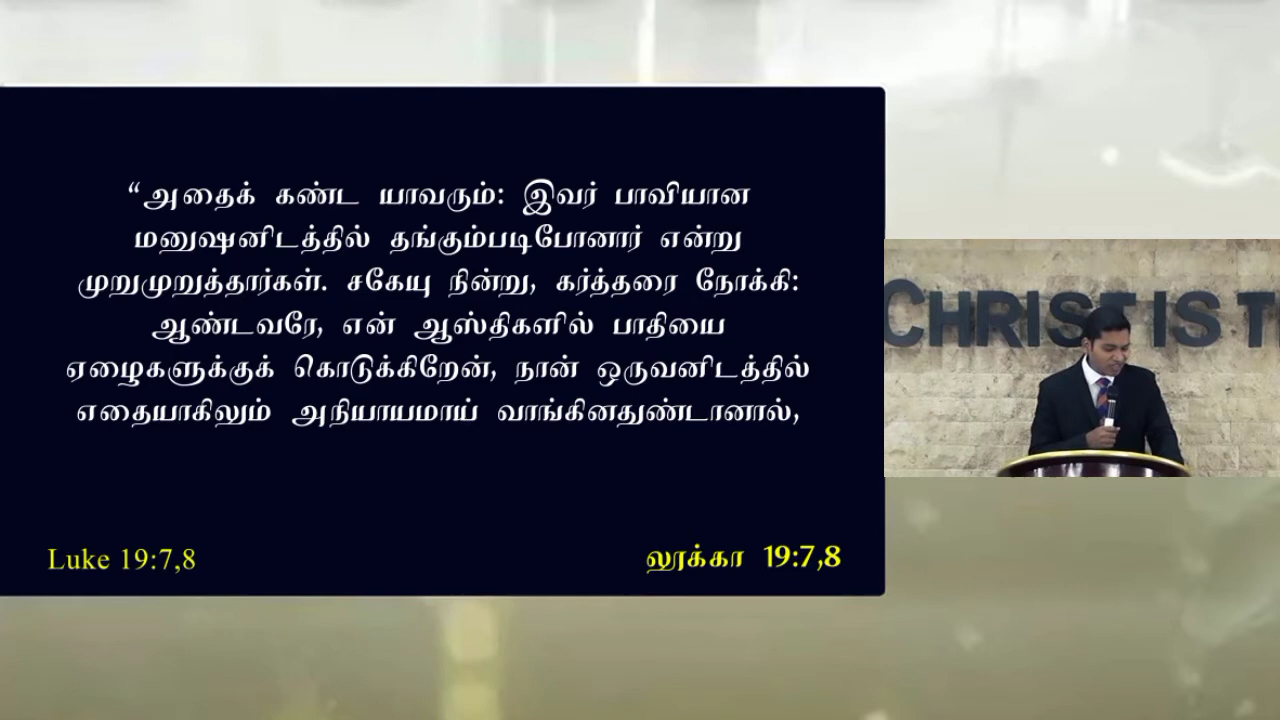 “அதைக் கண்ட யாவரும்: இவர் பாவியான
மனுஷனிடத்தில் தங்கும்படிபோனார் என்று
முறுமுறுத்தார்கள். சகேயு நின்று, கர்த்தரை நோக்கி:
ஆண்டவரே, என் ஆஸ்திகளில் பாதியை
ஏழைகளுக்குக் கொடுக்கிறேன், நான் ஒருவனிடத்தில்
எதையாகிலும் அநியாயமாய் வாங்கினதுண்டானால்,
Luke 19:7,8
லூக்கா 19:7,8
CHRIST IS T